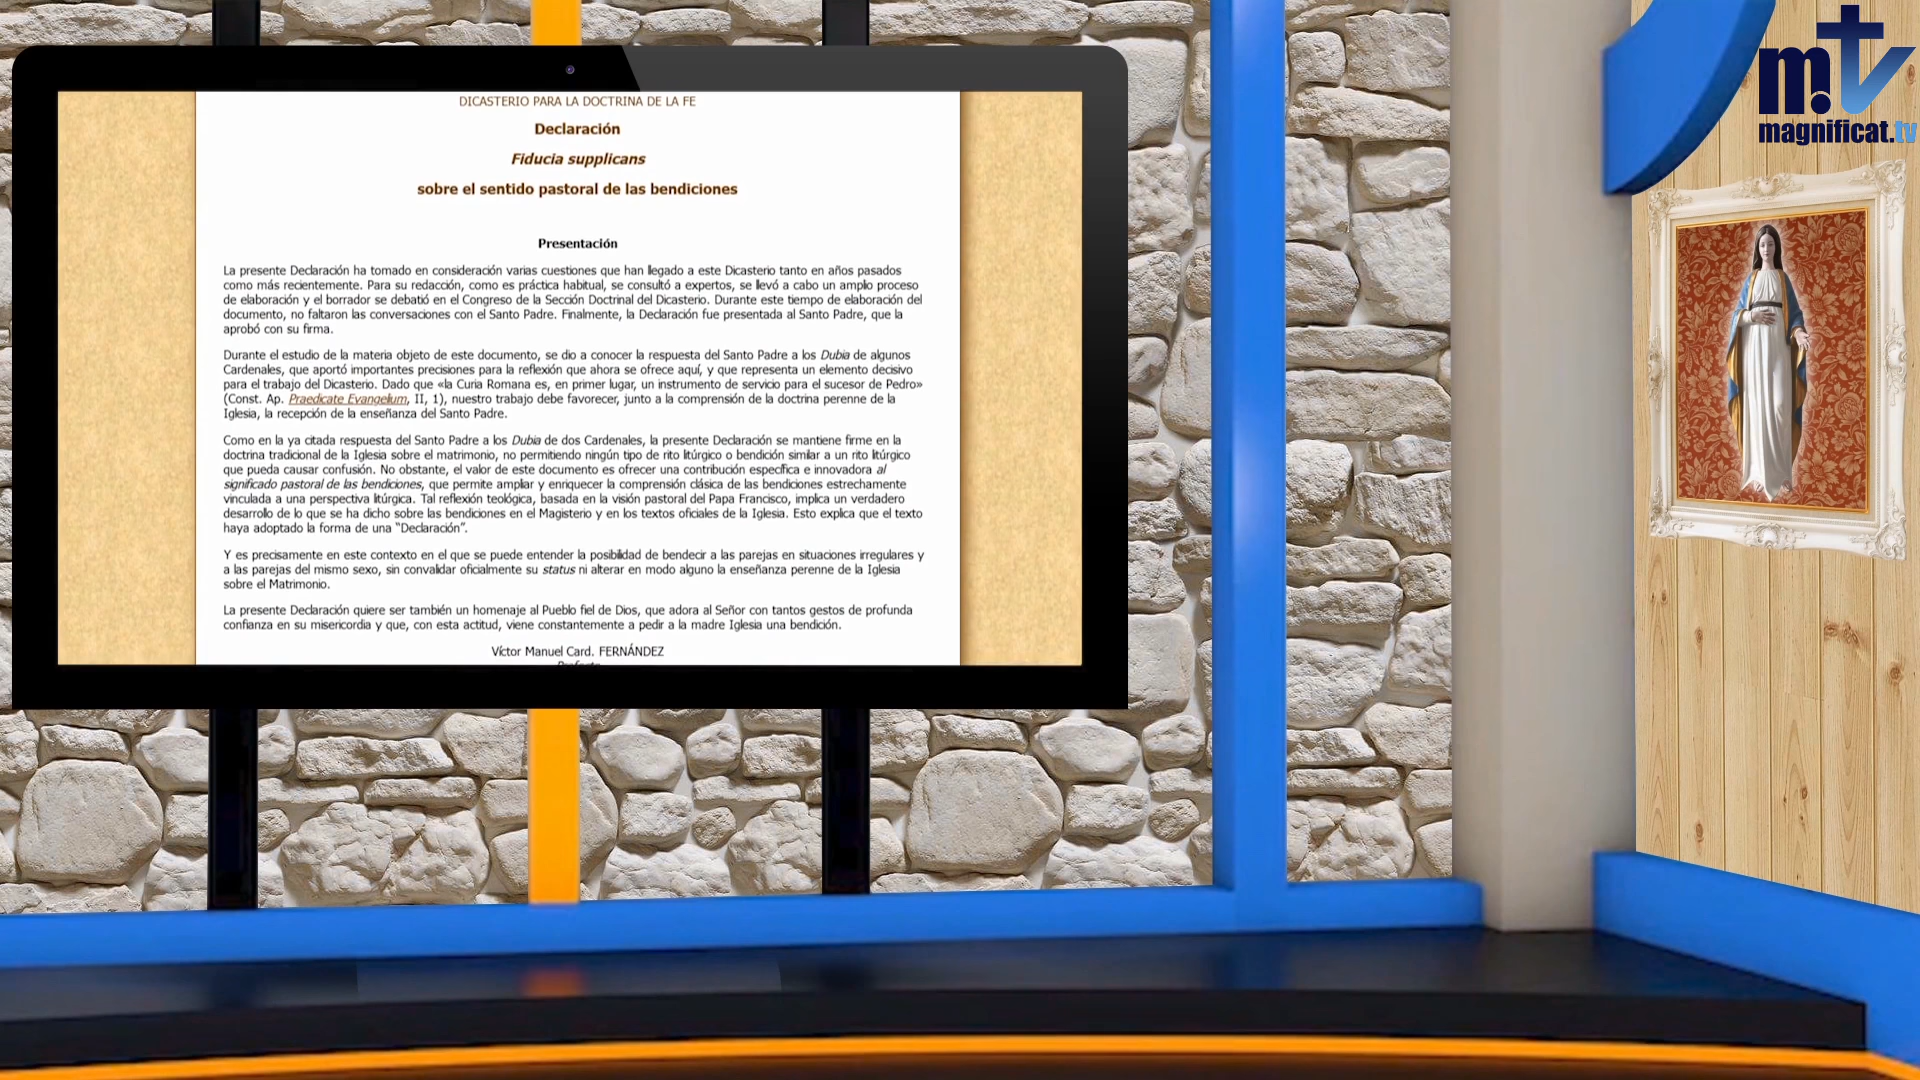 m.tv
magnificat.tv
DICASTERIO PARA LA DOCTRINA DE LA FE
Declaración
Fiducia supplicans
sobre el sentido pastoral de las bendiciones
Presentación
La presente Declaración ha tomado en consideración varias cuestiones que han llegado a este Dicasterio tanto en años pasados
como más recientemente. Para su redacción, como es práctica habitual, se consultó a expertos, se llevó a cabo un amplio proceso
de elaboración y el borrador se debatió en el Congreso de la Sección Doctrinal del Dicasterio. Durante este tiempo de elaboración del
documento, no faltaron las conversaciones con el Santo Padre. Finalmente, la Declaración fue presentada al Santo Padre, que la
aprobó con su firma.
Durante el estudio de la materia objeto de este documento, se dio a conocer la respuesta del Santo Padre a los Dubia de algunos
Cardenales, que aportó importantes precisiones para la reflexión que ahora se ofrece aquí, y que representa un elemento decisivo
para el trabajo del Dicasterio. Dado que «la Curia Romana es, en primer lugar, un instrumento de servicio para el sucesor de Pedro»
(Const. Ap. Praedicate Evangelium, II, 1), nuestro trabajo debe favorecer, junto a la comprensión de la doctrina perenne de la
Iglesia, la recepción de la enseñanza del Santo Padre.
Como en la ya citada respuesta del Santo Padre a los Dubia de dos Cardenales, la presente Declaración se mantiene firme en la
doctrina tradicional de la Iglesia sobre el matrimonio, no permitiendo ningún tipo de rito litúrgico o bendición similar a un rito litúrgico
que pueda causar confusión. No obstante, el valor de este documento es ofrecer una contribución específica e innovadora al
significado pastoral de las bendiciones, que permite ampliar y enriquecer la comprensión clásica de las bendiciones estrechamente
vinculada a una perspectiva litúrgica. Tal reflexión teológica, basada en la visión pastoral del Papa Francisco, implica un verdadero
desarrollo de lo que se ha dicho sobre las bendiciones en el Magisterio y en los textos oficiales de la Iglesia. Esto explica que el texto
haya adoptado la forma de una “Declaración”.
Y es precisamente en este contexto en el que se puede entender la posibilidad de bendecir a las parejas en situaciones irregulares y
a las parejas del mismo sexo, sin convalidar oficialmente su status ni alterar en modo alguno la enseñanza perenne de la Iglesia
sobre el Matrimonio.
La presente Declaración quiere ser también un homenaje al Pueblo fiel de Dios, que adora al Señor con tantos gestos de profunda
confianza en su misericordia y que, con esta actitud, viene constantemente a pedir a la madre Iglesia una bendición.
Víctor Manuel Card. FERNÁNDEZ